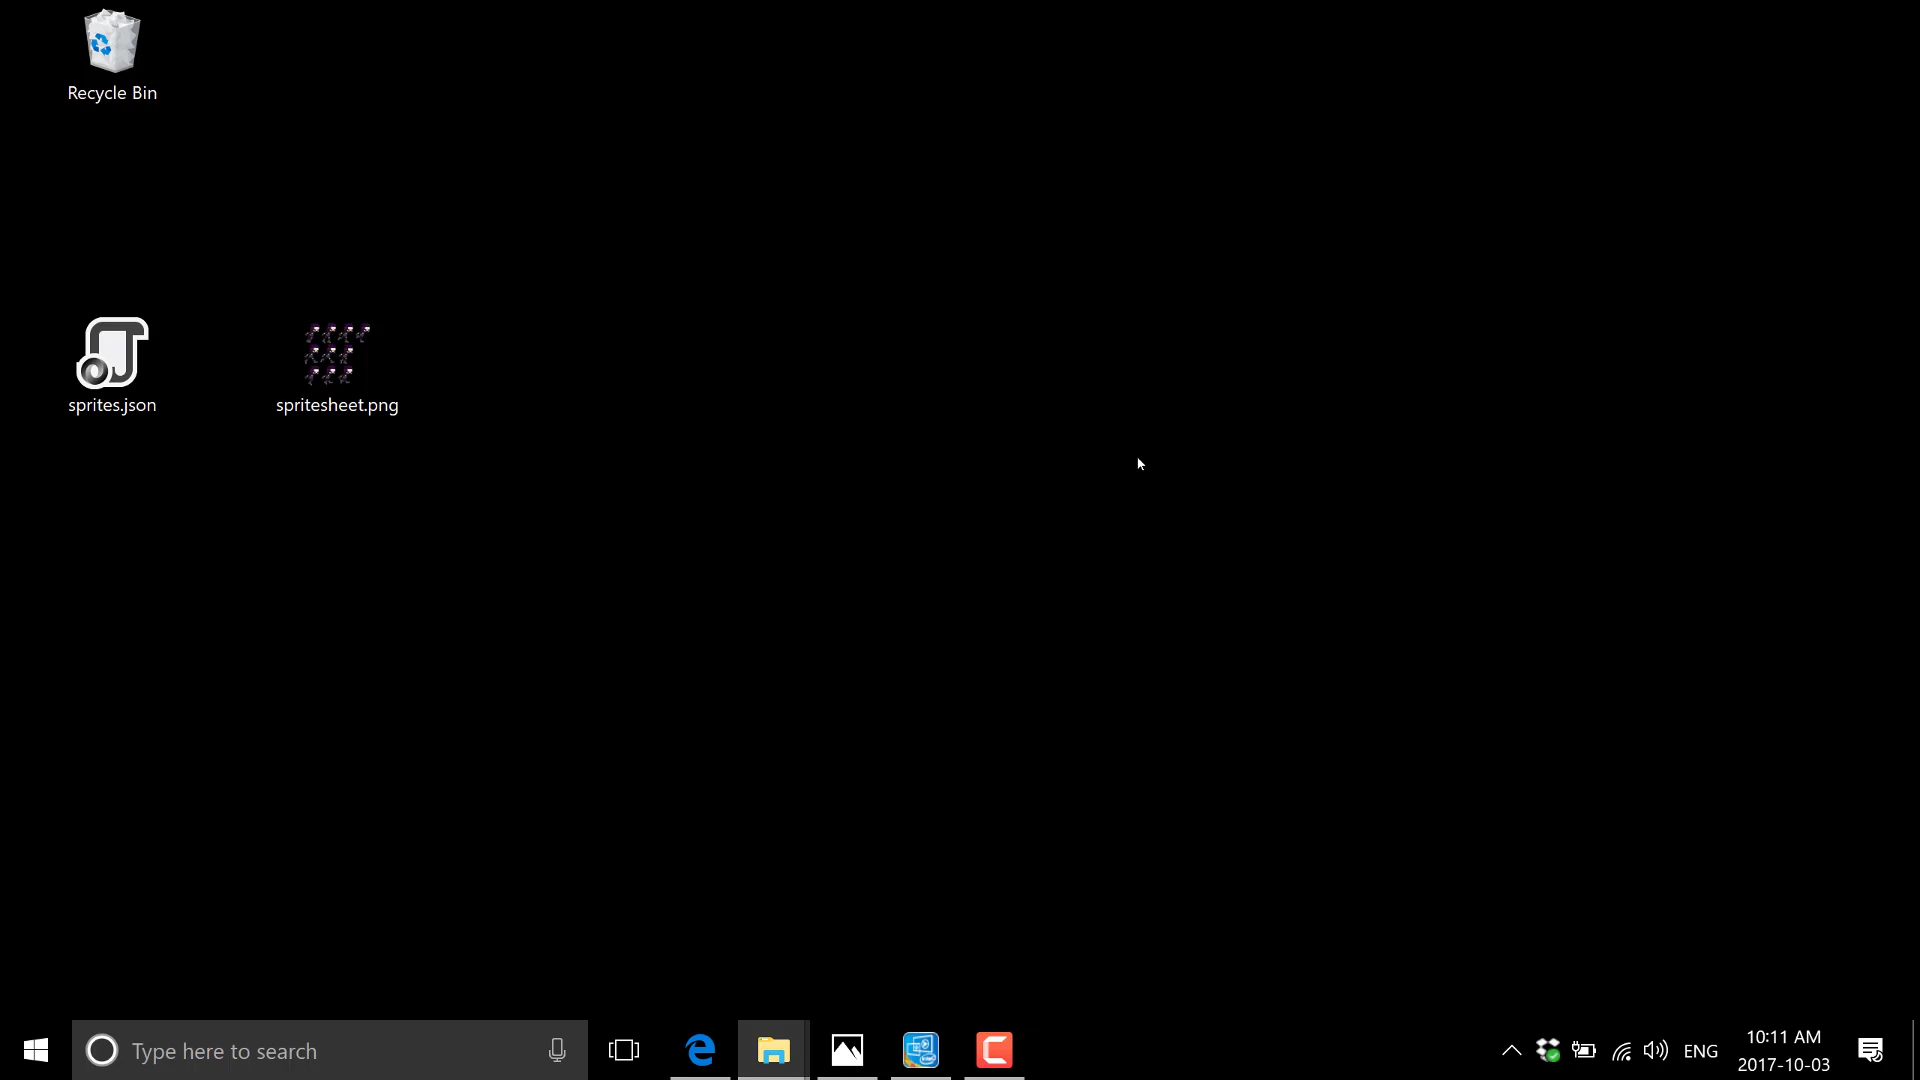 Recycle Bin
sprites.json
spritesheet.png
Type here to search
ENG
10:11 AM
2017-10-03